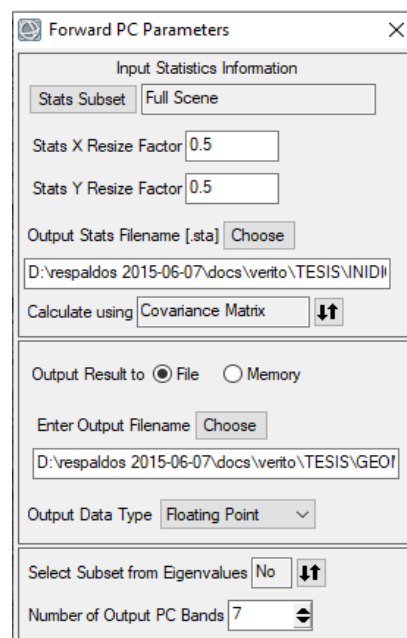 Forward PC Parameters
Input Statistics Information
Stats Subset Full Scene
Stats X Resize Factor 0.5
Stats Y Resize Factor 0.5
Output Stats Filename [.sta] Choose
D:\respaldos 2015-06-07\docs\verito\TESIS\INIDI
Calculate using Covariance Matrix
Output Result to File Memory
Enter Output Filename Choose
D:\respaldos 2015-06-07\docs\verito\TESIS\GEO
Output Data Type Floating Point
Select Subset from Eigenvalues No
Number of Output PC Bands 7